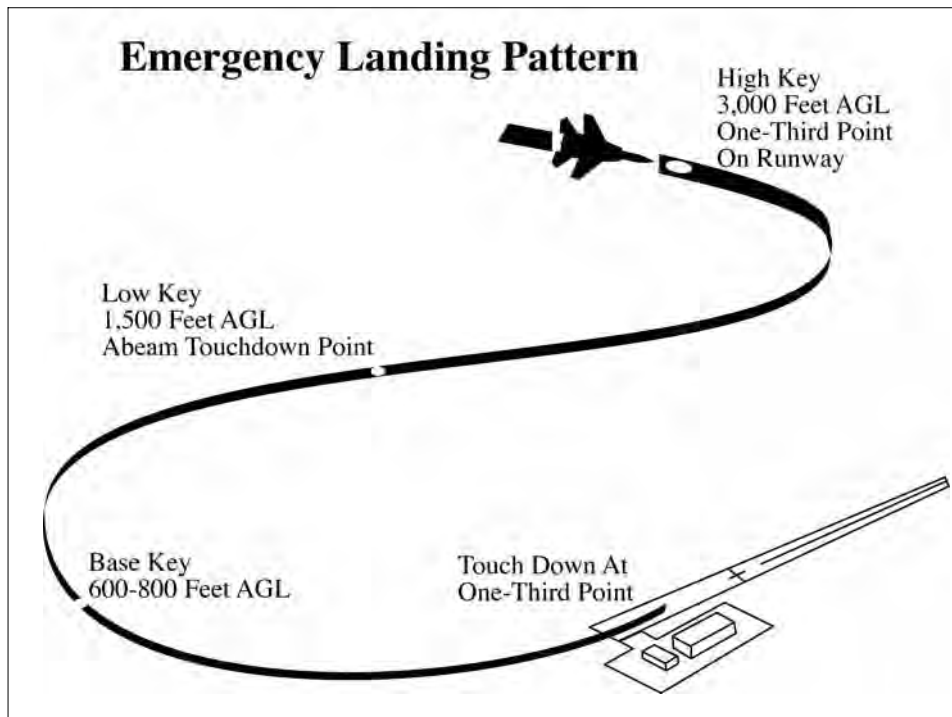 Emergency Landing Pattern
High Key
3,000 Feet AGL
One-Third Point
On Runway
Low Key
1,500 Feet AGL
Abeam Touchdown Point
Base Key
600-800 Feet AGL
Touch Down At
One-Third Point